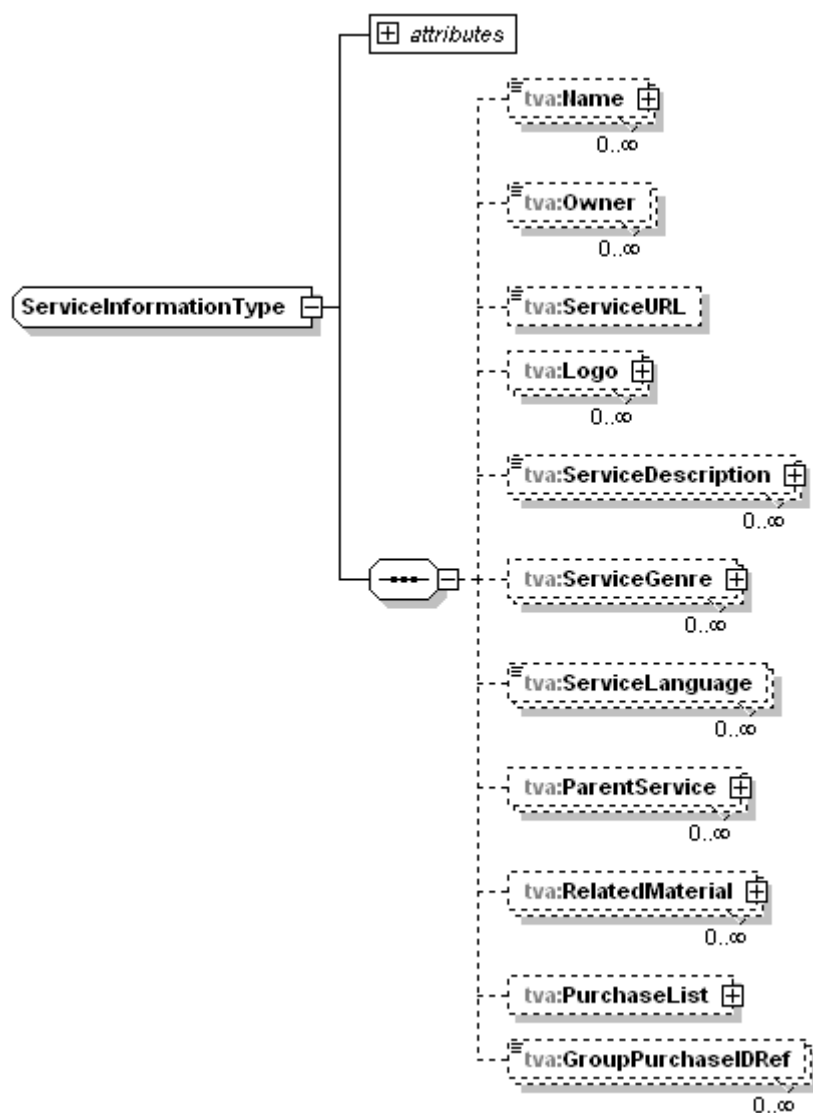 attributes
tva:Name
0..∞
tva:Owner
0..∞
ServiceInformationType
tva:ServiceURL
tva:Logo
0..∞
tva:ServiceDescription
0..∞
tva:ServiceGenre
0..∞
tva:ServiceLanguage
0..∞
tva:ParentService
0..∞
tva:RelatedMaterial
0..∞
tva:PurchaseList
tva:GroupPurchaseIDRef
0..∞